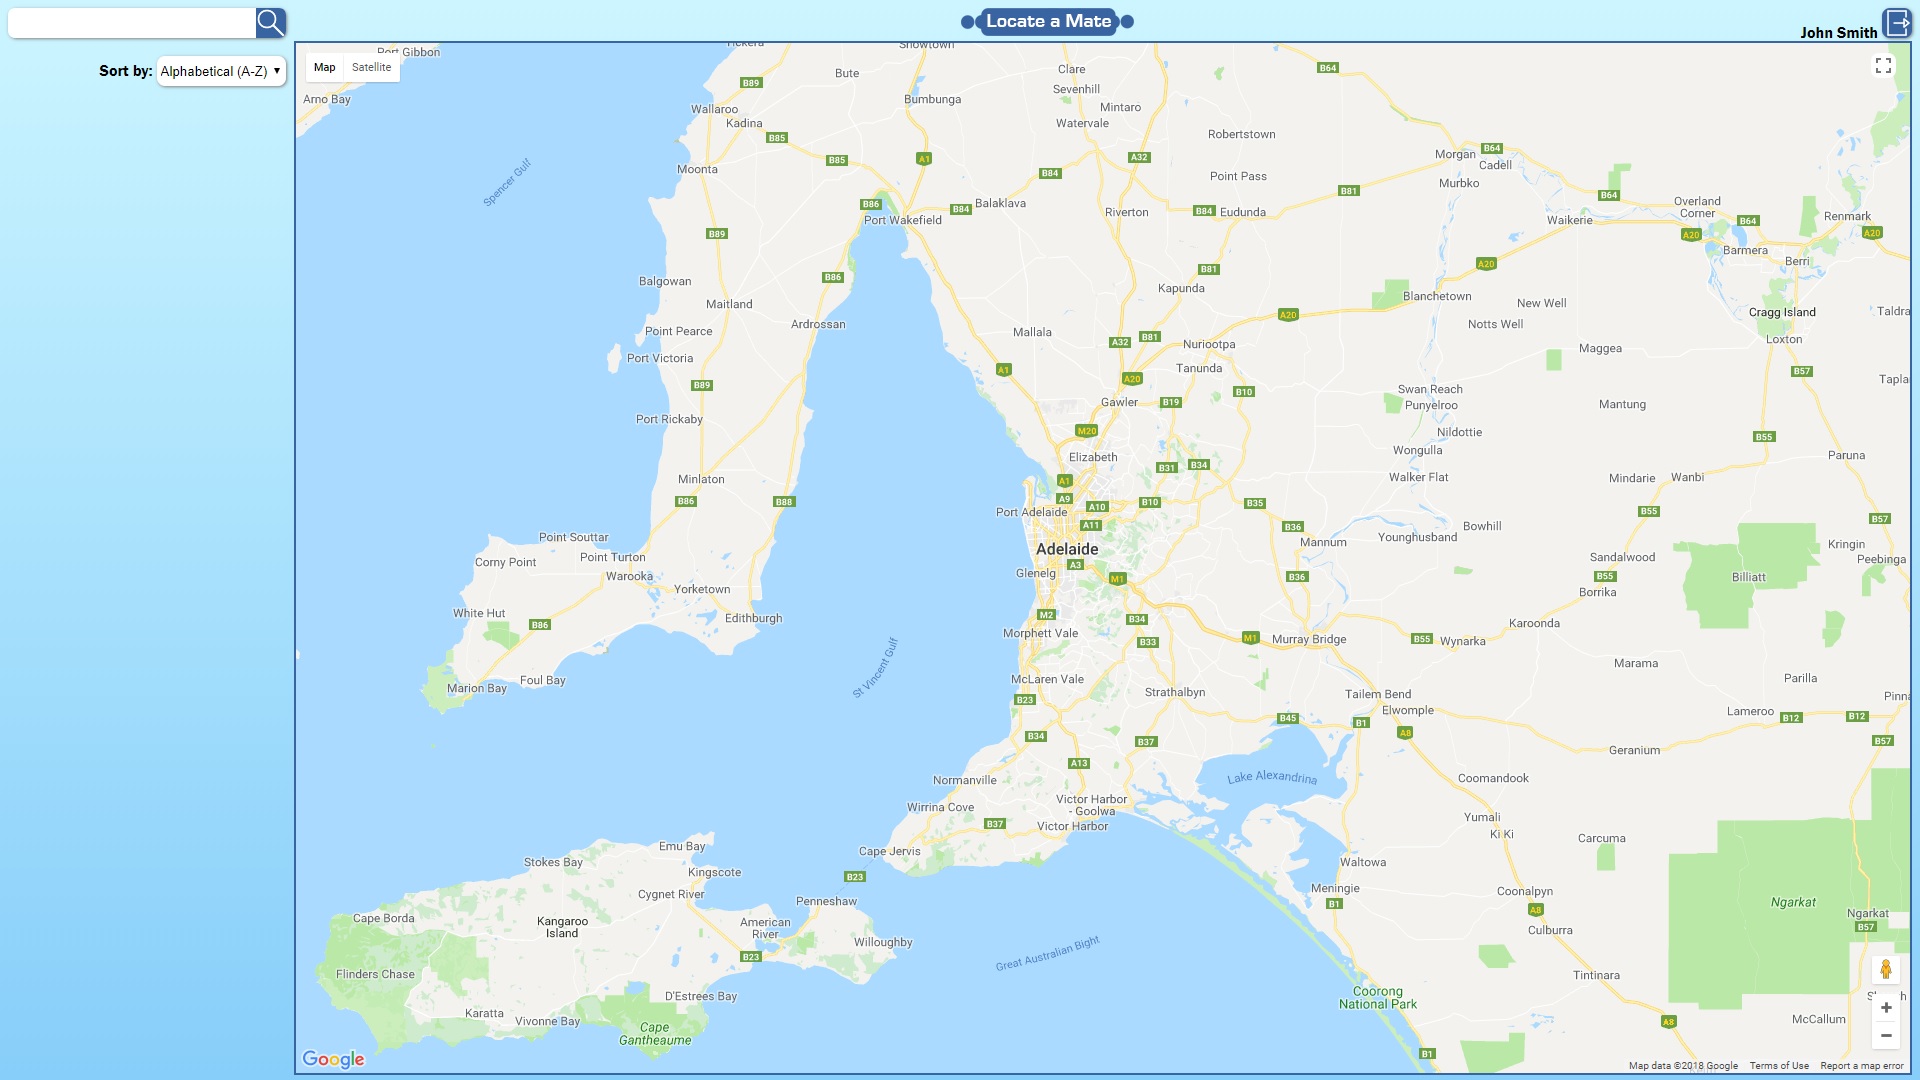 Locate a Mate
John Smith
Sort by: Alphabetical (A-Z)
Map Satellite
Port Gibbon
Snowtown
Arno Bay
Bute
Clare
B64
B89
Sevenhill
Bumbunga
Wallaroo
Mintaro
Kadina
Watervale
B85
Robertstown
B85
A1
A32
B64
Morgan
Cadell
Spencer Gulf
Moonta
B84
Point Pass
Murbko
B81
B64
B86
Balaklava
B84
Port Wakefield
Riverton
B84
Eudunda
Overland
Corner
Waikerie
B64
Renmark
A20
A20
B89
Barmera
Berri
A20
B86
B81
Balgowan
Kapunda
Blanchetown
New Well
Maitland
Ardrossan
A20
Notts Well
Cragg Island
Taldra
Point Pearce
Mallala
A32
B81
Nuriootpa
Loxton
Port Victoria
Maggea
A1
Tanunda
B57
B89
A20
Tapla
Swan Reach
Punyelroo
Gawler
B19
B10
Mantung
Port Rickaby
M20
Nildottie
B55
Wongulla
Elizabeth
B31
B34
Paruna
Minlaton
A1
Walker Flat
Mindarie
Wanbi
B86
B88
A9
A10
B10
B35
B55
Port Adelaide
A11
B36
Bowhill
B57
Point Souttar
Mannum
Younghusband
Adelaide
Kringin
Corny Point
Point Turton
A3
Sandalwood
Peebinga
Warooka
Glenelg
M1
B36
B55
Billiatt
Yorketown
Borrika
White Hut
Edithburgh
M2
B34
B86
Karoonda
Morphett Vale
B33
M1
Murray Bridge
B55
Wynarka
St Vincent Gulf
Marama
Foul Bay
McLaren Vale
Parilla
Marion Bay
Strathalbyn
Tailem Bend
Pinna
B23
Elwomple
Lameroo
B12
B12
B45
B1
B34
B37
A8
B57
Geranium
A13
Normanville
Lake Alexandrina
Coomandook
Victor Harbor
- Goolwa
Wirrina Cove
B37
Victor Harbor
Yumali
Ki Ki
Carcuma
Emu Bay
Cape Jervis
Stokes Bay
Waltowa
Kingscote
B23
Cygnet River
Meningie
Coonalpyn
B1
A8
Ngarkat
Penneshaw
Cape Borda
Kangaroo
Island
American
River
Ngarkat
B57
Culburra
Willoughby
Great Australian Bight
B23
Flinders Chase
Tintinara
D'Estrees Bay
Coorong
National Park
Karatta
Vivonne Bay
McCallum
A8
Cape
Gantheaume
B1
Google
Map data ©2018 Google Terms of Use Report a map error